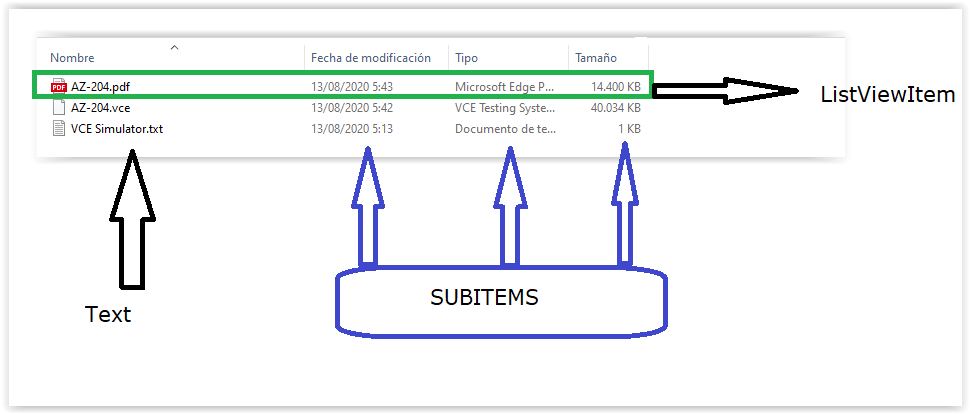 Nombre Fecha de modificación Tipo Tamaño
PDF AZ-204.pdf 13/08/2020 5:43 Microsoft Edge P... 14.400 KB
ListViewItem
AZ-204.vce 13/08/2020 5:42 VCE Testing Syste... 40.034 KB
VCE Simulator.txt 13/08/2020 5:13 Documento de te... 1 KB
SUBITEMS
Text